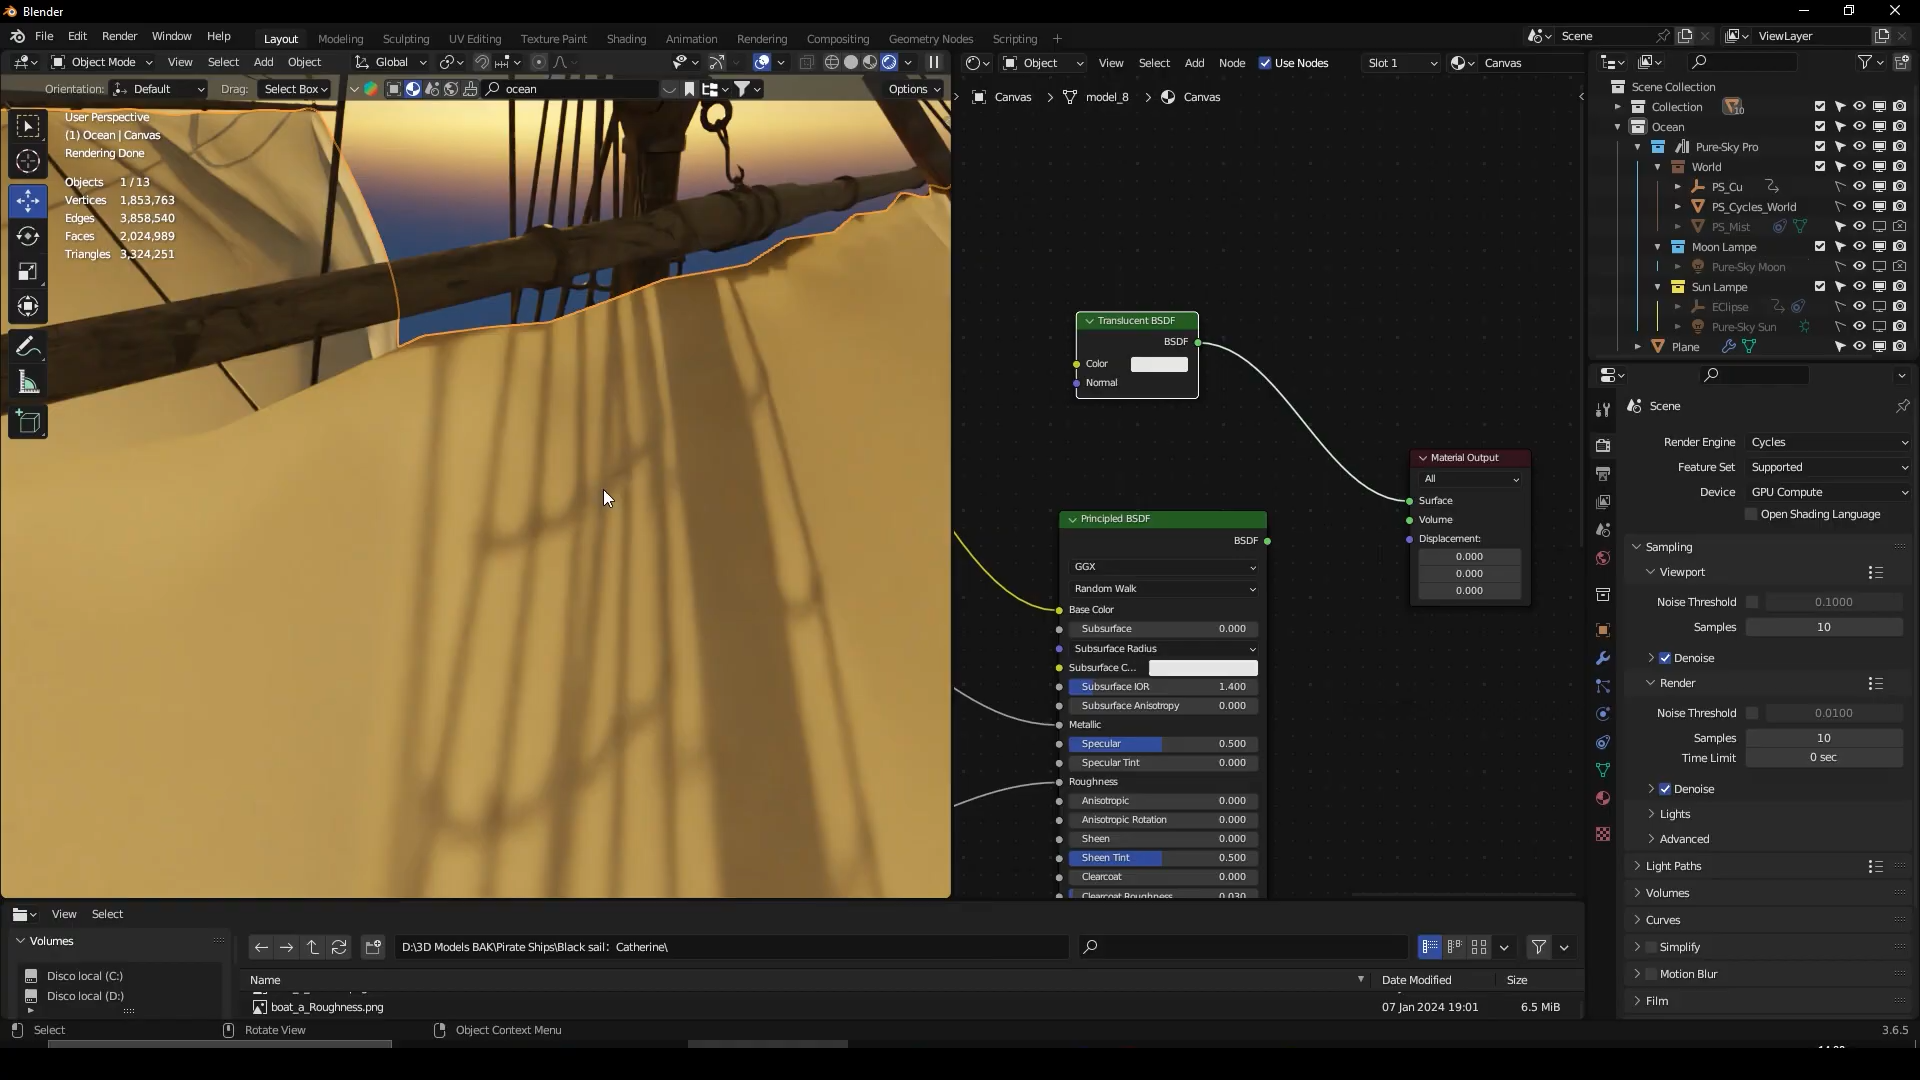 Blender
File Edit Render Window Help Layout Modeling Sculpting UV Editing Texture Paint Shading Animation Rendering Compositing Geometry Nodes Scripting Scene ViewLayer
Object Mode View Select Add Object Global Object View Select Add Node Use Nodes Slot 1 Canvas
Orientation: Default Drag: Select Box ocean Options
Canvas model_8 Canvas
User Perspective
(1) Ocean | Canvas
Rendering Done
Objects 1 / 13
Vertices 1,853,763
Edges 3,858,540
Faces 2,024,989
Triangles 3,324,251
Translucent BSDF
BSDF
Color
Normal
Material Output
All
Surface
Volume
Displacement:
0.000
0.000
0.000
Principled BSDF
BSDF
GGX
Random Walk
Base Color
Subsurface 0.000
Subsurface Radius
Subsurface C...
Subsurface IOR 1.400
Subsurface Anisotropy 0.000
Metallic
Specular 0.500
Specular Tint 0.000
Roughness
Anisotropic 0.000
Anisotropic Rotation 0.000
Sheen 0.000
Sheen Tint 0.500
Clearcoat 0.000
Clearcoat Roughness 0.030
Scene Collection
Collection 10
Ocean
Pure-Sky Pro
World
PS_Cu
PS_Cycles_World
PS_Mist
Moon Lampe
Pure-Sky Moon
Sun Lampe
EClipse
Pure-Sky Sun
Plane
Scene
Render Engine Cycles
Feature Set Supported
Device GPU Compute
Open Shading Language
Sampling
Viewport
Noise Threshold 0.1000
Samples 10
Denoise
Render
Noise Threshold 0.0100
Samples 10
Time Limit 0 sec
Denoise
Lights
Advanced
Light Paths
Volumes
Curves
Simplify
Motion Blur
Film
View Select
Volumes
Disco local (C:)
Disco local (D:)
D:\3D Models BAK\Pirate Ships\Black sail：Catherine\
Name Date Modified Size
boat_a_Roughness.png 07 Jan 2024 19:01 6.5 MiB
Select Rotate View Object Context Menu 3.6.5